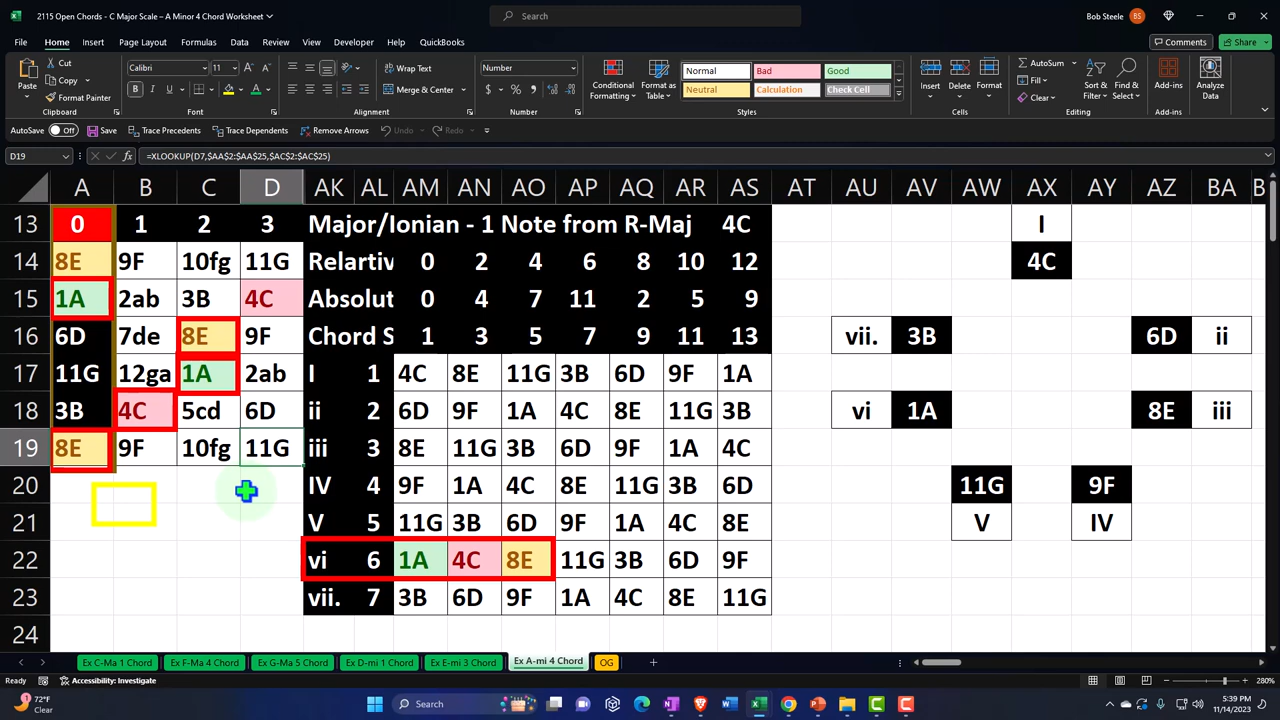 2115 Open Chords - C Major Scale – A Minor 4 Chord Worksheet
Search
Bob Steele BS
File Home Insert Page Layout Formulas Data Review View Developer Help QuickBooks Comments Share
Cut
Copy
Paste Format Painter
Calibri 11
Wrap Text
Merge & Center
Number
Conditional Formatting Format as Table
Normal Bad Good
Neutral Calculation Check Cell
Insert Delete Format
AutoSum
Fill
Clear
Sort & Filter Find & Select
Add-ins
Analyze Data
Clipboard Font Alignment Number Styles Cells Editing Add-ins
AutoSave Off Save Trace Precedents Trace Dependents Remove Arrows Undo
D19 =XLOOKUP(D7,$AA$2:$AA$25,$AC$2:$AC$25)
A B C D AK AL AM AN AO AP AQ AR AS AT AU AV AW AX AY AZ BA B
13 0 1 2 3 Major/Ionian - 1 Note from R-Maj 4C I
14 8E 9F 10fg 11G Relartiv 0 2 4 6 8 10 12 4C
15 1A 2ab 3B 4C Absolut 0 4 7 11 2 5 9
16 6D 7de 8E 9F Chord S 1 3 5 7 9 11 13 vii. 3B 6D ii
17 11G 12ga 1A 2ab I 1 4C 8E 11G 3B 6D 9F 1A
18 3B 4C 5cd 6D ii 2 6D 9F 1A 4C 8E 11G 3B vi 1A 8E iii
19 8E 9F 10fg 11G iii 3 8E 11G 3B 6D 9F 1A 4C
20 IV 4 9F 1A 4C 8E 11G 3B 6D 11G 9F
21 V 5 11G 3B 6D 9F 1A 4C 8E V IV
22 vi 6 1A 4C 8E 11G 3B 6D 9F
23 vii. 7 3B 6D 9F 1A 4C 8E 11G
24
Ex C-Ma 1 Chord Ex F-Ma 4 Chord Ex G-Ma 5 Chord Ex D-mi 1 Chord Ex E-mi 3 Chord Ex A-mi 4 Chord OG
Ready Accessibility: Investigate 280%
72°F
Clear
Search
5:39 PM
11/14/2023